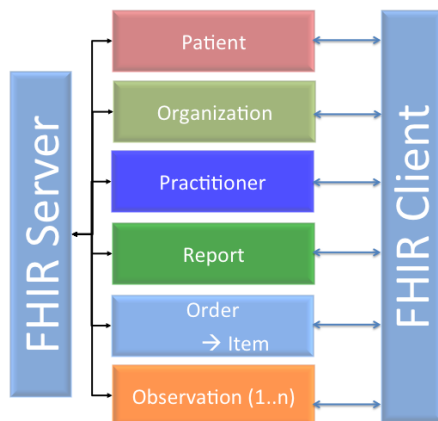 FHIR Server
Patient
Organization
Practitioner
Report
Order
→ Item
Observation (1..n)
FHIR Client